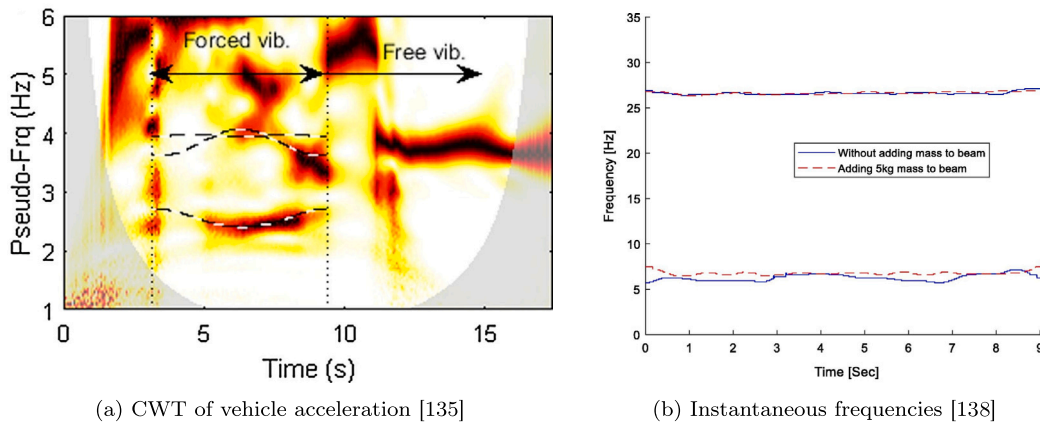 Pseudo-Frq (Hz)
6
5
4
3
2
1
Forced vib.
Free vib.
0
5
10
15
Time (s)
(a) CWT of vehicle acceleration [135]
Frequency [Hz]
35
30
25
20
15
10
5
0
Without adding mass to beam
Adding 5kg mass to beam
0
1
2
3
4
5
6
7
8
9
Time [Sec]
(b) Instantaneous frequencies [138]